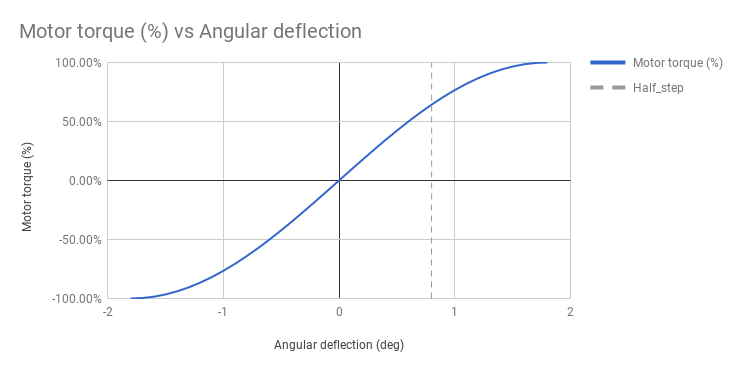 Motor torque (%) vs Angular deflection
100.00%
50.00%
0.00%
-50.00%
-100.00%
-2
-1
0
1
2
Motor torque (%)
Angular deflection (deg)
Motor torque (%)
Half_step